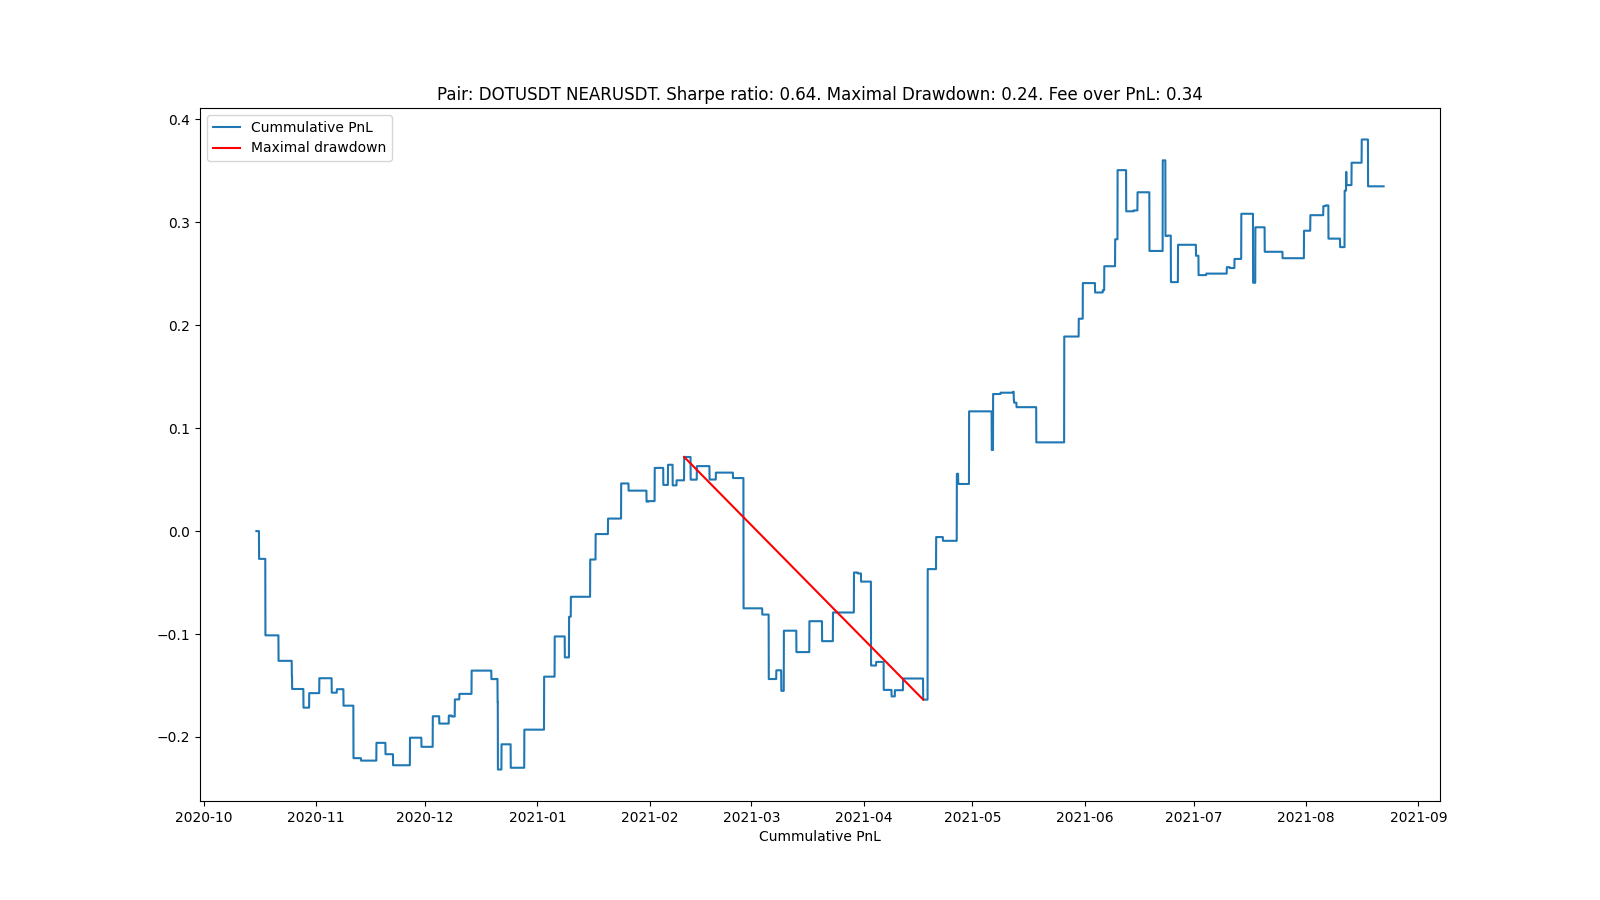 Pair: DOTUSDT NEARUSDT. Sharpe ratio: 0.64. Maximal Drawdown: 0.24. Fee over PnL: 0.34
Cummulative PnL
Maximal drawdown
0.4
0.3
0.2
0.1
0.0
−0.1
−0.2
2020-10 2020-11 2020-12 2021-01 2021-02 2021-03 2021-04 2021-05 2021-06 2021-07 2021-08 2021-09
Cummulative PnL